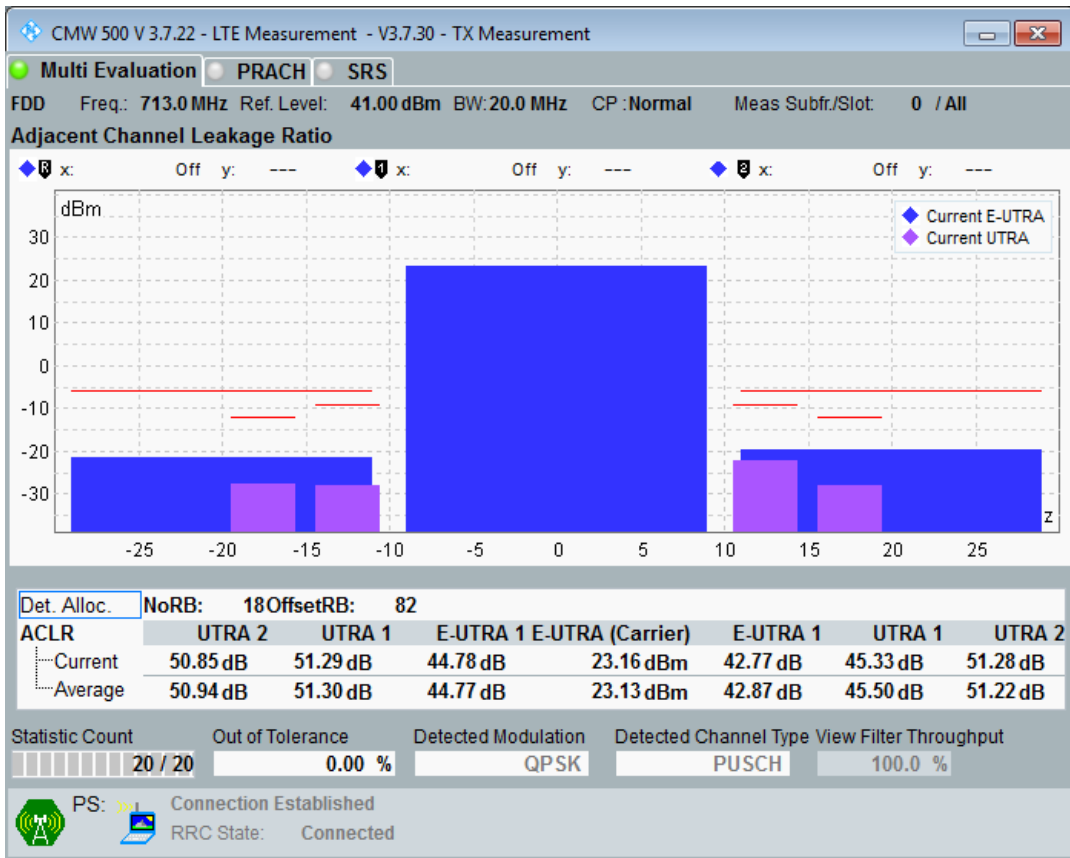 CMW 500 V 3.7.22 - LTE Measurement - V3.7.30 - TX Measurement
Multi Evaluation PRACH SRS
FDD Freq.: 713.0 MHz Ref. Level: 41.00 dBm BW: 20.0 MHz CP : Normal Meas Subfr./Slot: 0 / All
Adjacent Channel Leakage Ratio
R x: Off y: --- 1 x: Off y: --- 2 x: Off y: ---
dBm
Current E-UTRA
Current UTRA
30
20
10
0
-10
-20
-30
z
-25 -20 -15 -10 -5 0 5 10 15 20 25
Det. Alloc. NoRB: 18 OffsetRB: 82
ACLR UTRA 2 UTRA 1 E-UTRA 1 E-UTRA (Carrier) E-UTRA 1 UTRA 1 UTRA 2
Current 50.85 dB 51.29 dB 44.78 dB 23.16 dBm 42.77 dB 45.33 dB 51.28 dB
Average 50.94 dB 51.30 dB 44.77 dB 23.13 dBm 42.87 dB 45.50 dB 51.22 dB
Statistic Count Out of Tolerance Detected Modulation Detected Channel Type View Filter Throughput
20 / 20 0.00 % QPSK PUSCH 100.0 %
PS: Connection Established
RRC State: Connected